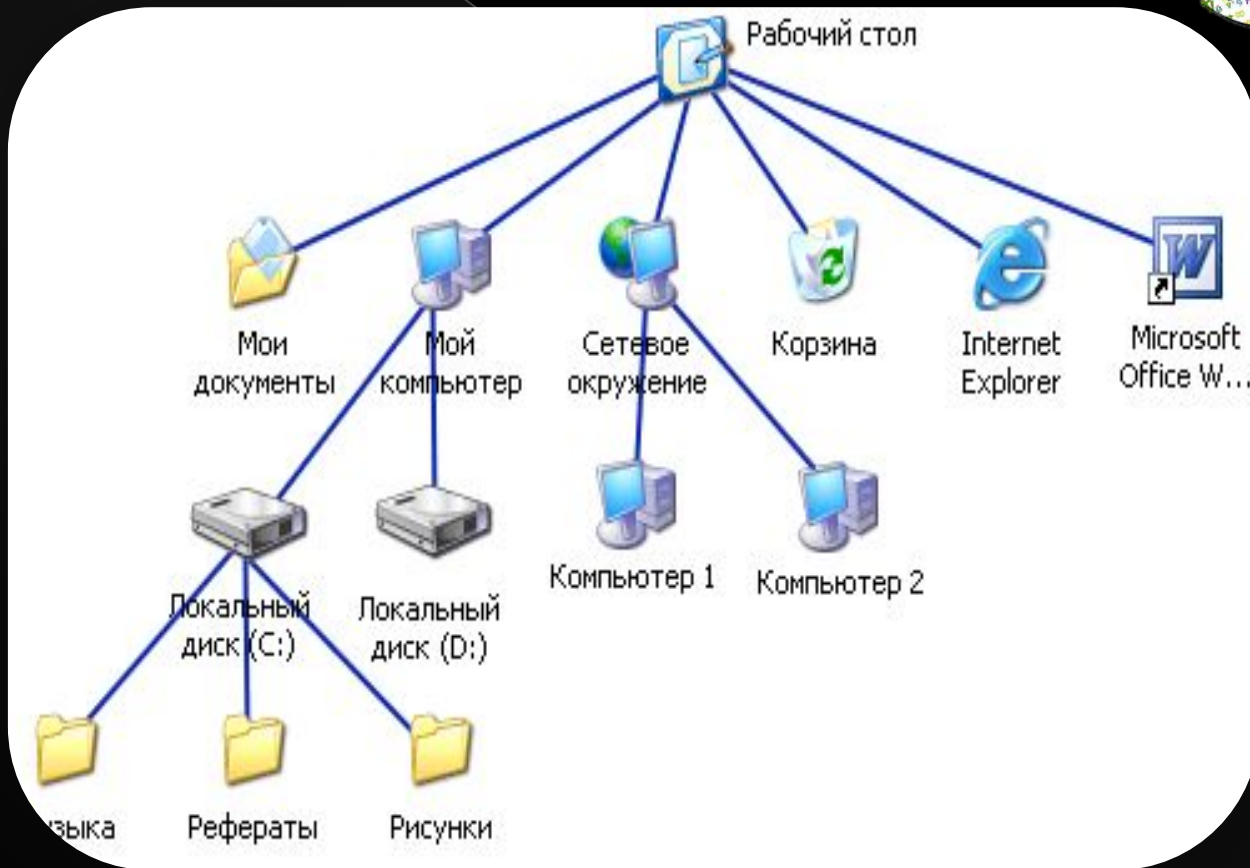 Рабочий стол
Мои
документы
Мой
компьютер
Сетевое
окружение
Корзина
Internet
Explorer
Microsoft
Office W...
Локальный
диск (C:)
Локальный
диск (D:)
Компьютер 1
Компьютер 2
Рефераты
Рисунки